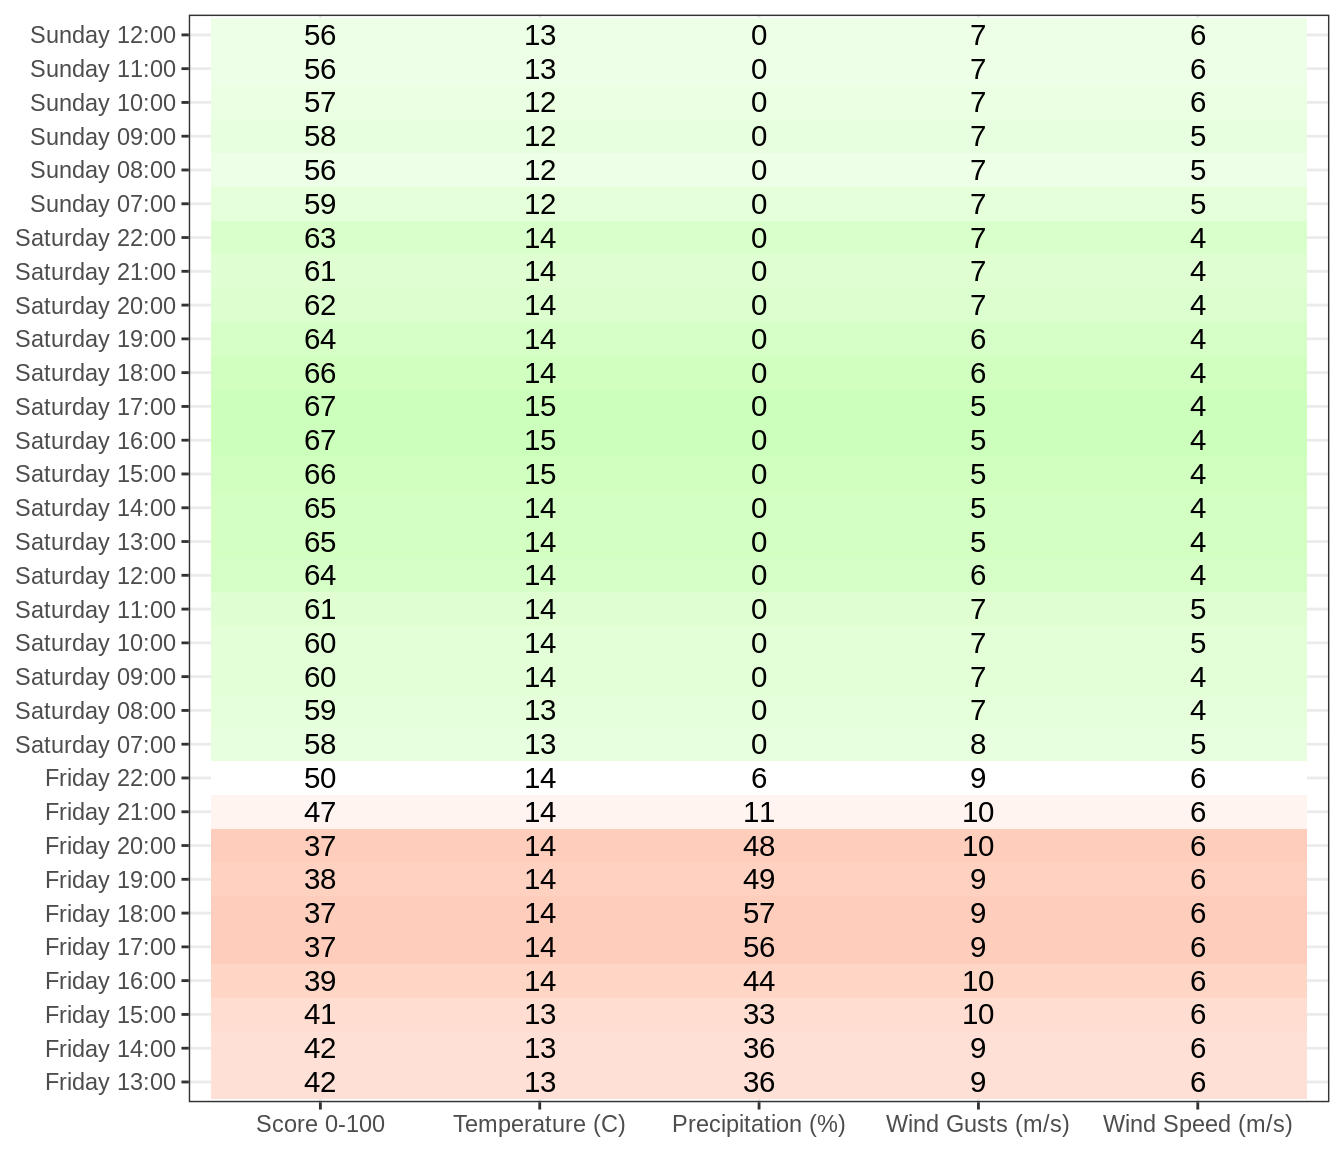 Sunday 12:00 56 13 0 7 6
Sunday 11:00 56 13 0 7 6
Sunday 10:00 57 12 0 7 6
Sunday 09:00 58 12 0 7 5
Sunday 08:00 56 12 0 7 5
Sunday 07:00 59 12 0 7 5
Saturday 22:00 63 14 0 7 4
Saturday 21:00 61 14 0 7 4
Saturday 20:00 62 14 0 7 4
Saturday 19:00 64 14 0 6 4
Saturday 18:00 66 14 0 6 4
Saturday 17:00 67 15 0 5 4
Saturday 16:00 67 15 0 5 4
Saturday 15:00 66 15 0 5 4
Saturday 14:00 65 14 0 5 4
Saturday 13:00 65 14 0 5 4
Saturday 12:00 64 14 0 6 4
Saturday 11:00 61 14 0 7 5
Saturday 10:00 60 14 0 7 5
Saturday 09:00 60 14 0 7 4
Saturday 08:00 59 13 0 7 4
Saturday 07:00 58 13 0 8 5
Friday 22:00 50 14 6 9 6
Friday 21:00 47 14 11 10 6
Friday 20:00 37 14 48 10 6
Friday 19:00 38 14 49 9 6
Friday 18:00 37 14 57 9 6
Friday 17:00 37 14 56 9 6
Friday 16:00 39 14 44 10 6
Friday 15:00 41 13 33 10 6
Friday 14:00 42 13 36 9 6
Friday 13:00 42 13 36 9 6
Score 0-100 Temperature (C) Precipitation (%) Wind Gusts (m/s) Wind Speed (m/s)